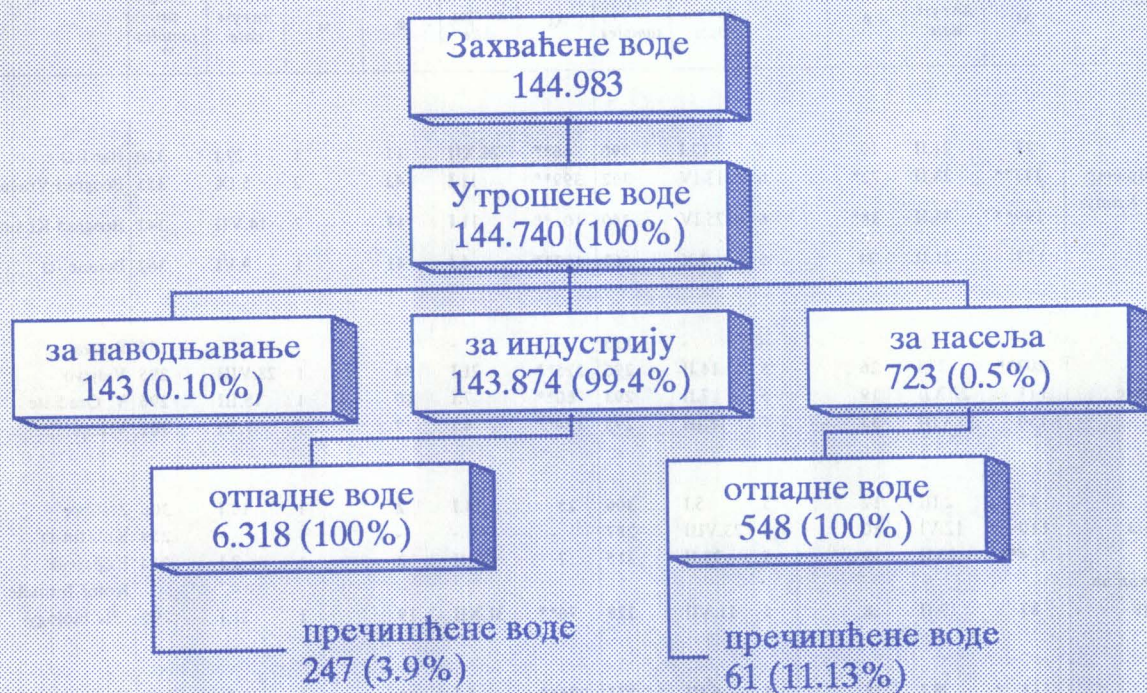 Захваћене воде
144.983
Утрошене воде
144.740 (100%)
за наводњавање
143 (0.10%)
за индустрију
143.874 (99.4%)
за насеља
723 (0.5%)
отпадне воде
6.318 (100%)
отпадне воде
548 (100%)
пречишћене воде
247 (3.9%)
пречишћене воде
61 (11.13%)